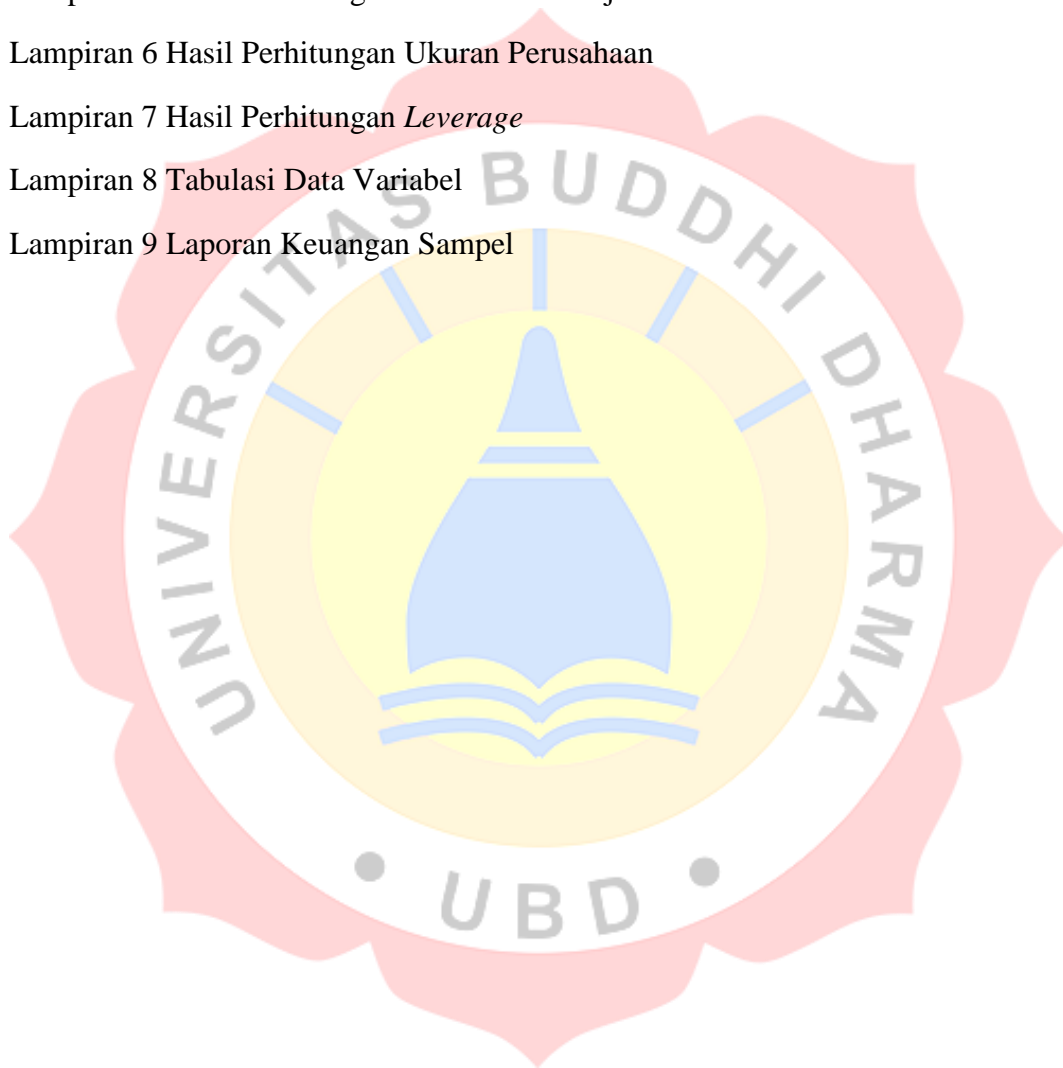 Lampiran 6 Hasil Perhitungan Ukuran Perusahaan
Lampiran 7 Hasil Perhitungan Leverage
Lampiran 8 Tabulasi Data Variabel
Lampiran 9 Laporan Keuangan Sampel
UNIVERSITAS BUDDHI DHARMA
• UBD •